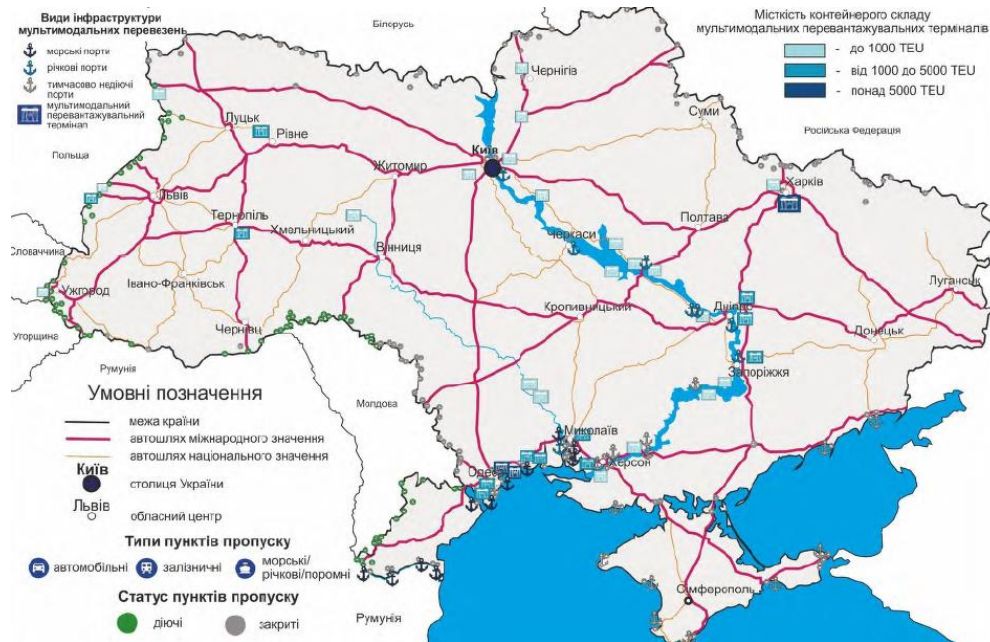 Види інфраструктури
мультимодальних перевезень
морські порти
річкові порти
тимчасово недіючі
порти
мультимодальний
перевантажувальний
термінал
Місткість контейнерого складу
мультимодальних перевантажувальних терміналів
- до 1000 TEU
- від 1000 до 5000 TEU
- понад 5000 TEU
Білорусь
Чернігів
Суми
Російська Федерація
Луцьк
Рівне
Київ
Житомир
Польща
Харків
Львів
Тернопіль
Хмельницький
Полтава
Черкаси
Вінниця
Словаччина
Ужгород
Івано-Франківськ
Луганськ
Кропивницький
Дніпро
Угорщина
Чернівці
Донецьк
Запоріжжя
Румунія
Молдова
Миколаїв
Херсон
Одеса
Умовні позначення
межа країни
автошлях міжнародного значення
автошлях національного значення
Київ
столиця України
Львів
обласний центр
Типи пунктів пропуску
автомобільні
залізничні
морські/
річкові/поромні
Статус пунктів пропуску
діючі
закриті
Румунія
Сімферополь